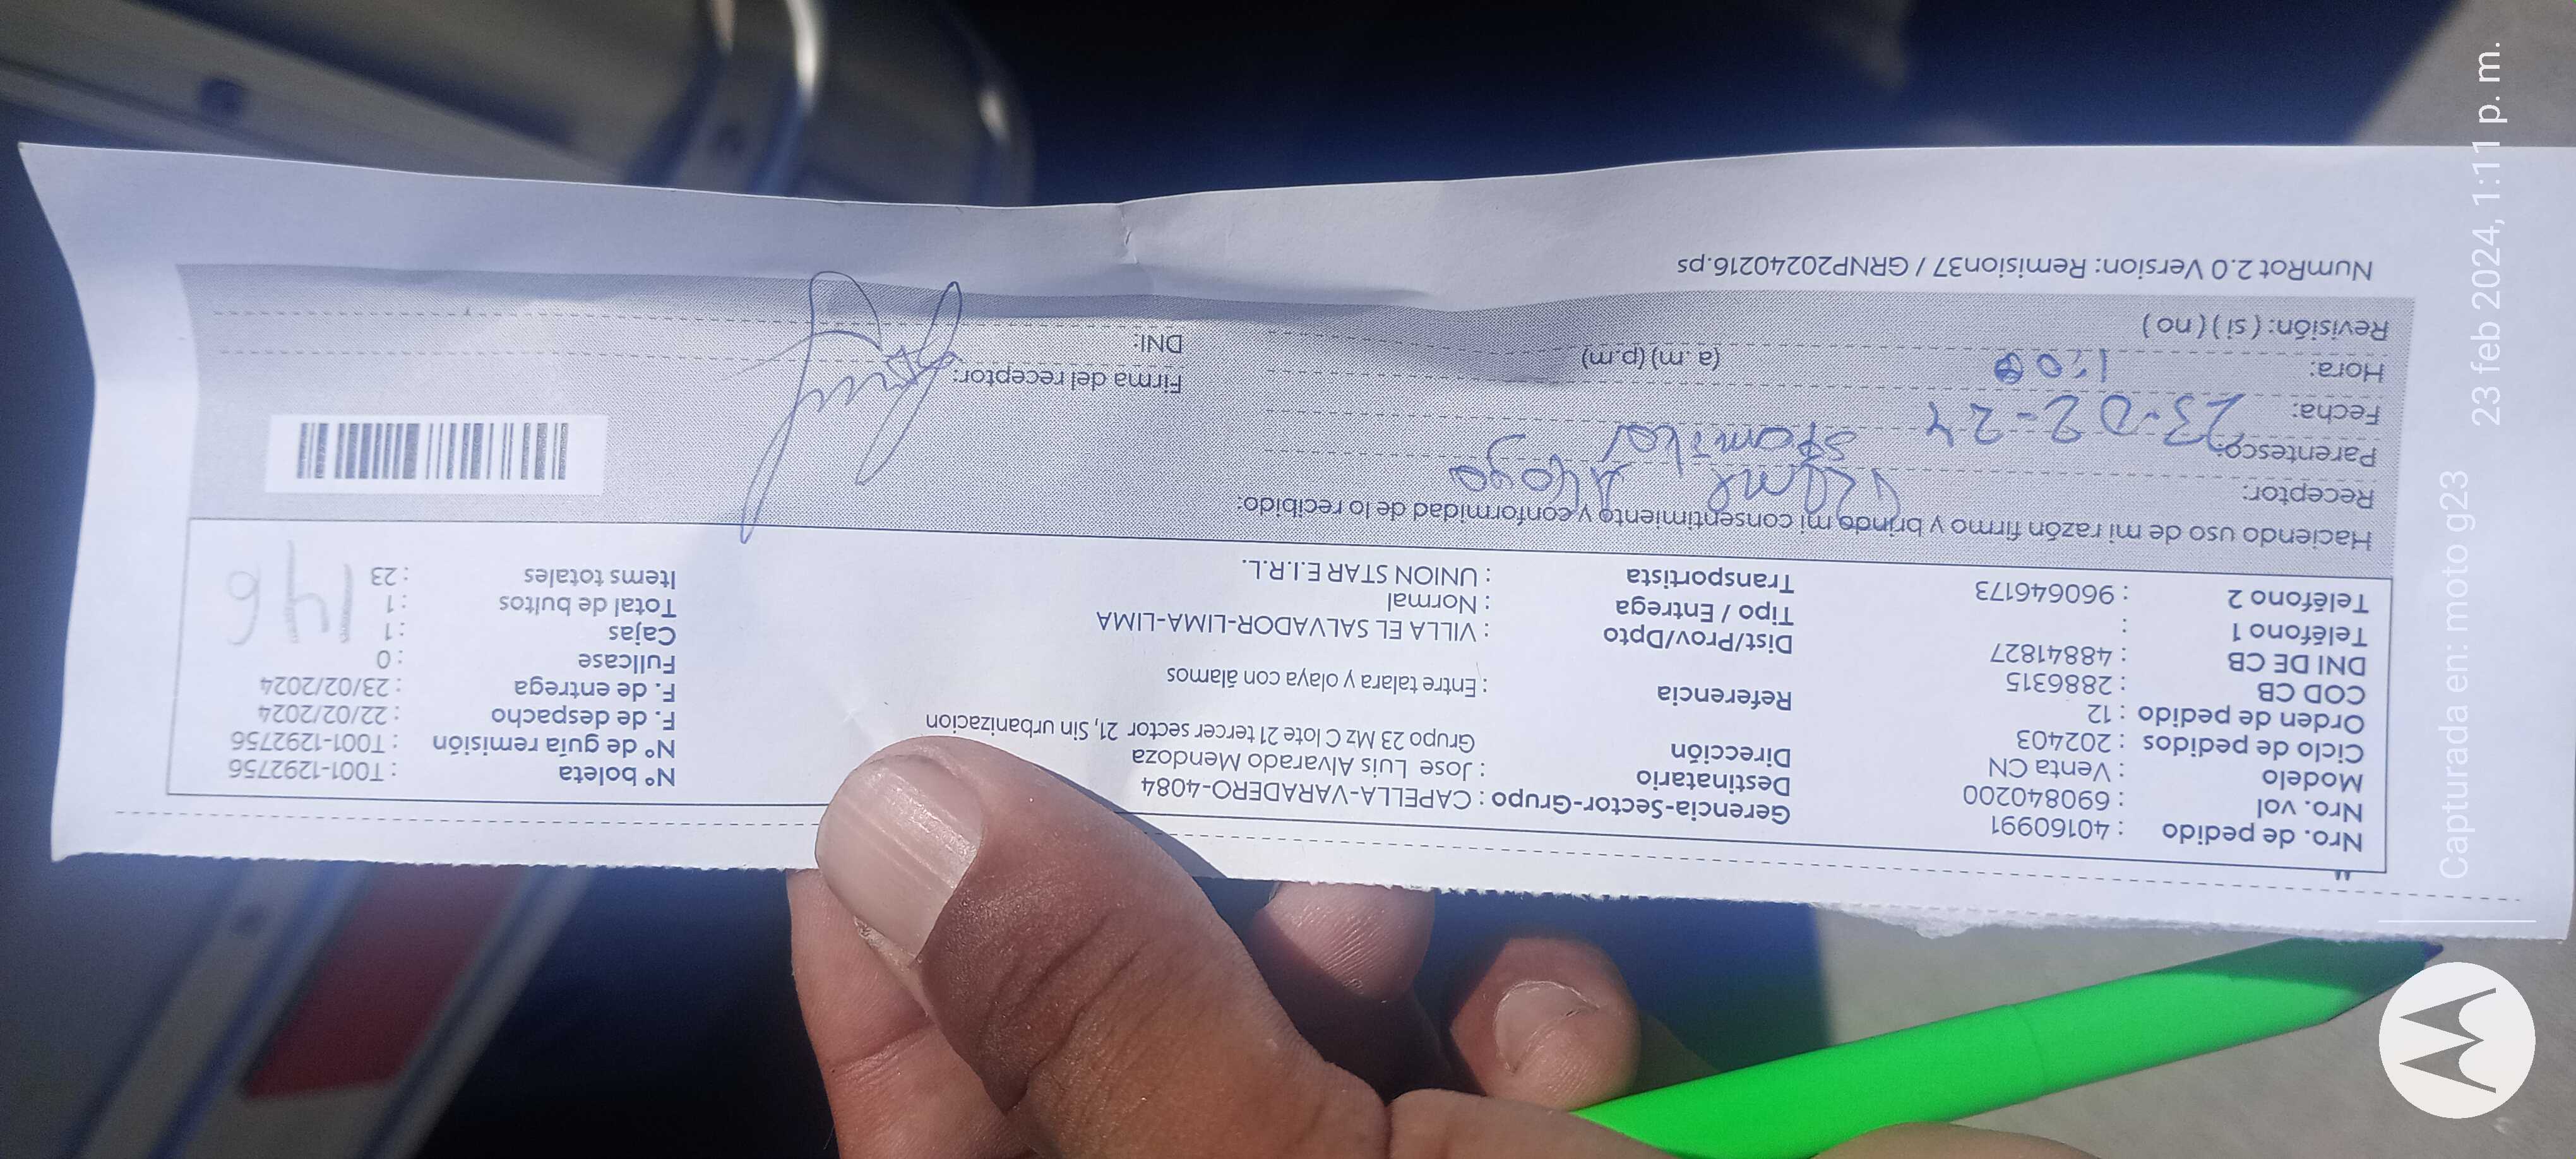 Nro. de pedido : 40160991
Nro. vol : 690840200
Modelo : Venta CN
Ciclo de pedidos : 202403
Orden de pedido : 12
COD CB : 2886315
DNI DE CB : 48841827
Teléfono 1 :
Teléfono 2 : 960646173
Gerencia-Sector-Grupo : CAPELLA-VARADERO-4084
Destinatario : Jose Luis Alvarado Mendoza
Dirección Grupo 23 Mz C lote 21 tercer sector 21, Sin urbanizacion
Referencia : Entre talara y olaya con álamos
Dist/Prov/Dpto : VILLA EL SALVADOR-LIMA-LIMA
Tipo / Entrega : Normal
Transportista : UNION STAR E.I.R.L.
N° boleta : T001-1292756
N° de guía remisión : T001-1292756
F. de despacho : 22/02/2024
F. de entrega : 23/02/2024
Fullcase : 0
Cajas : 1
Total de bultos : 1
Items totales : 23
146
Haciendo uso de mi razón firmo y brindo mi consentimiento y conformidad de lo recibido:
Receptor:
Parentesco:
Fecha: 23-02-24
Hora: 1:00 (a.m) (p.m)
Revisión: ( si ) ( no )
Firma del receptor:
DNI:
NumRot 2.0 Version: Remision37 / GRNP20240216.ps
Capturada en: moto g23 23 feb 2024, 1:11 p. m.